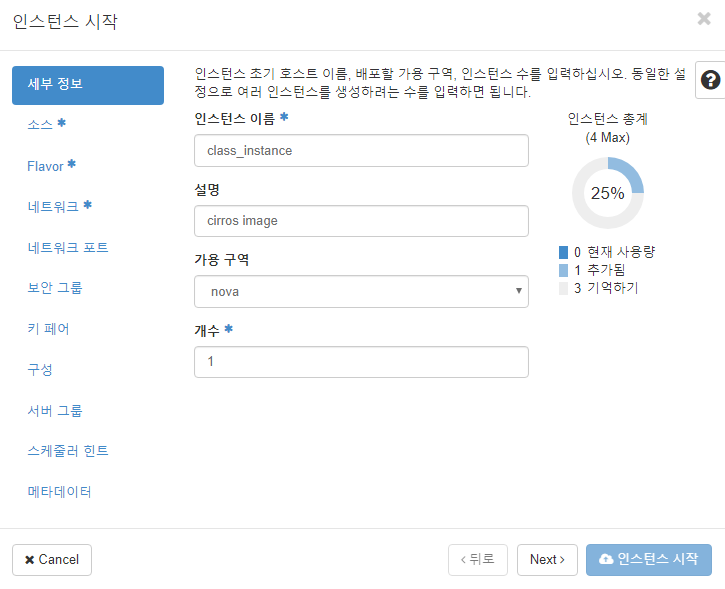 인스턴스 시작
×
세부 정보
소스 *
Flavor *
네트워크 *
네트워크 포트
보안 그룹
키 페어
구성
서버 그룹
스케줄러 힌트
메타데이터
인스턴스 초기 호스트 이름, 배포할 가용 구역, 인스턴스 수를 입력하십시오. 동일한 설
정으로 여러 인스턴스를 생성하려는 수를 입력하면 됩니다.
?
인스턴스 이름 *
class_instance
설명
cirros image
가용 구역
nova
개수 *
1
인스턴스 총계
(4 Max)
25%
0 현재 사용량
1 추가됨
3 기억하기
× Cancel
< 뒤로
Next >
인스턴스 시작